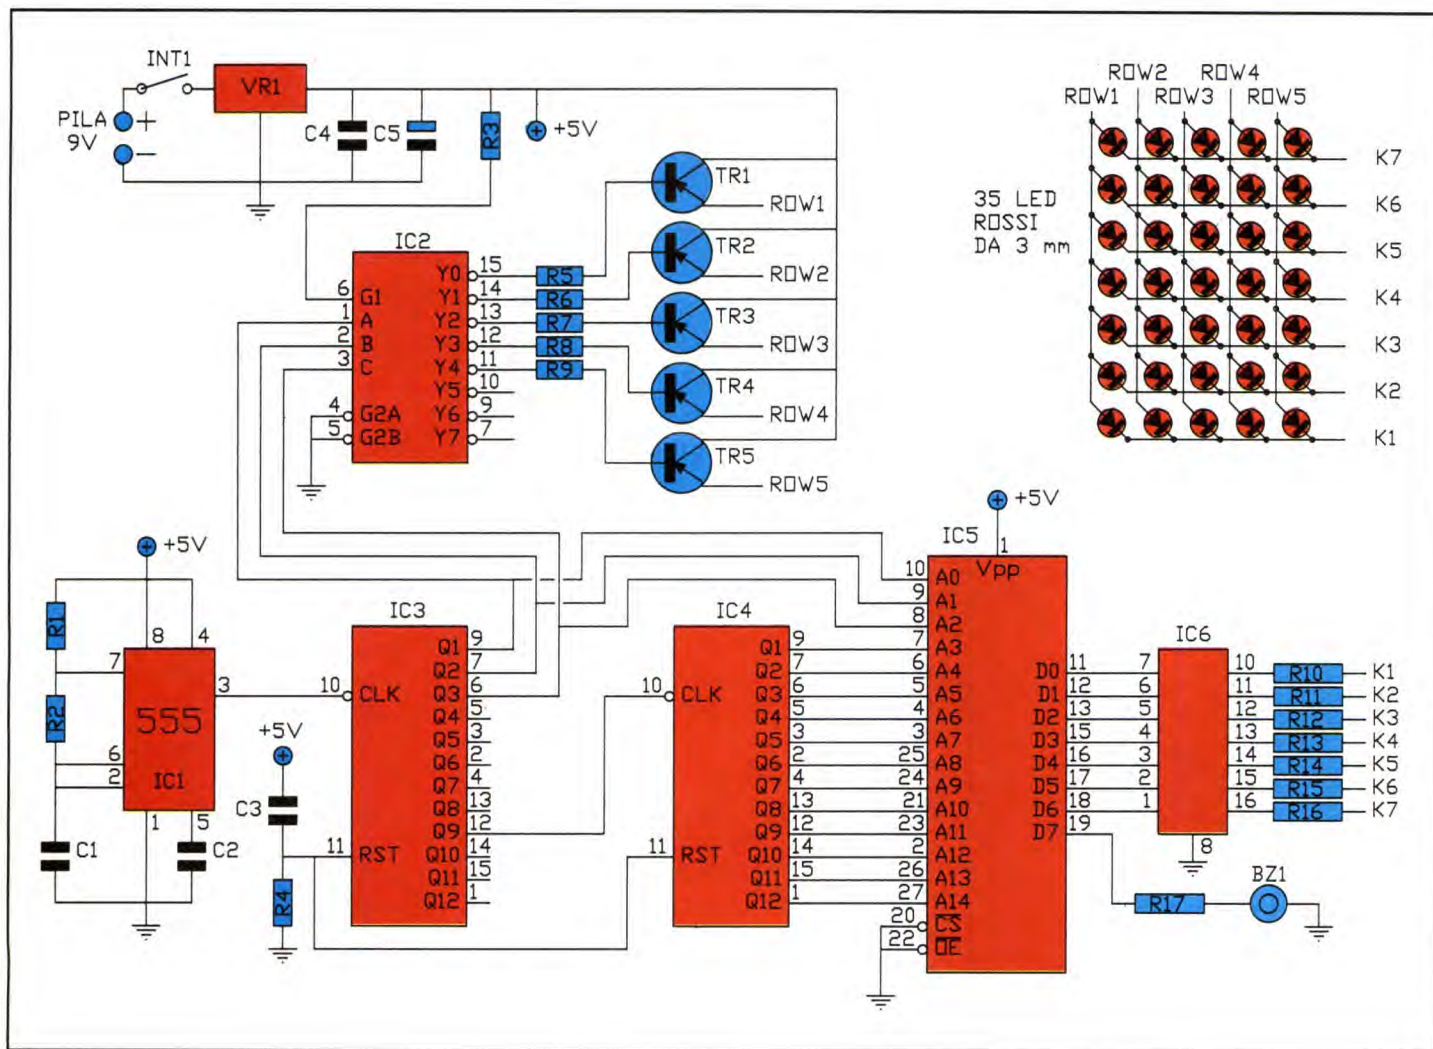 INT1
VR1
PILA
9V
+
−
C4
C5
R3
+5V
TR1
ROW1
TR2
ROW2
TR3
ROW3
TR4
ROW4
TR5
ROW5
IC2
6 G1
1 A
2 B
3 C
4 G2A
5 G2B
Y0 15
Y1 14
Y2 13
Y3 12
Y4 11
Y5 10
Y6 9
Y7 7
R5
R6
R7
R8
R9
ROW2 ROW4
ROW1 ROW3 ROW5
35 LED
ROSSI
DA 3 mm
K7
K6
K5
K4
K3
K2
K1
+5V
R1
R2
8
4
7
3
555
6
2
IC1
1
5
C1
C2
+5V
C3
R4
IC3
10 CLK
11 RST
Q1 9
Q2 7
Q3 6
Q4 5
Q5 3
Q6 2
Q7 4
Q8 13
Q9 12
Q10 14
Q11 15
Q12 1
IC4
10 CLK
11 RST
Q1 9
Q2 7
Q3 6
Q4 5
Q5 3
Q6 2
Q7 4
Q8 13
Q9 12
Q10 14
Q11 15
Q12 1
+5V
IC5
1
Vpp
10 A0
9 A1
8 A2
7 A3
6 A4
5 A5
4 A6
3 A7
25 A8
24 A9
21 A10
23 A11
2 A12
26 A13
27 A14
20 CS
22 OE
D0 11
D1 12
D2 13
D3 15
D4 16
D5 17
D6 18
D7 19
IC6
7 10 R10 K1
6 11 R11 K2
5 12 R12 K3
4 13 R13 K4
3 14 R14 K5
2 15 R15 K6
1 16 R16 K7
8
R17
BZ1